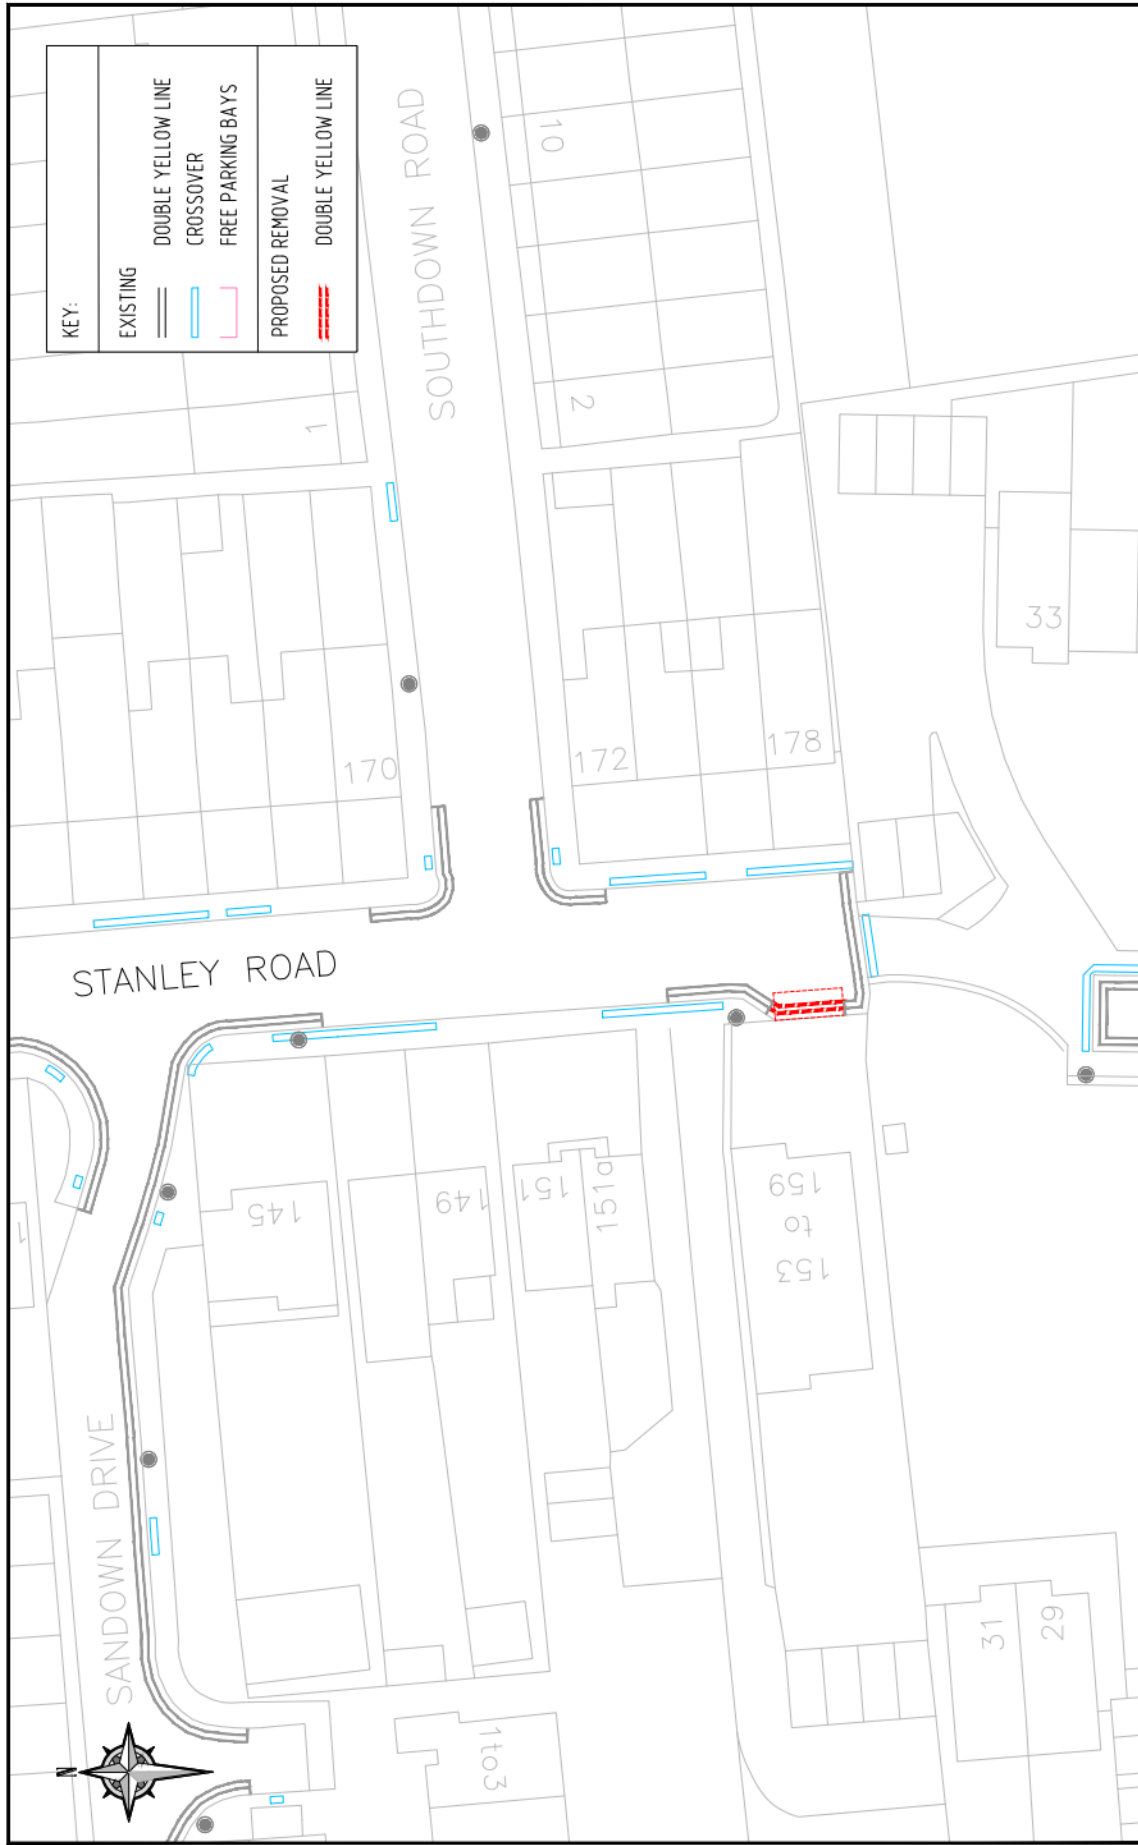 KEY:
EXISTING
DOUBLE YELLOW LINE
CROSSOVER
FREE PARKING BAYS
PROPOSED REMOVAL
DOUBLE YELLOW LINE
SOUTHDOWN ROAD
10
2
1
33
170
172
178
STANLEY ROAD
145
149
151
151a
159
to
153
SANDOWN DRIVE
1
N
1to3
31
29